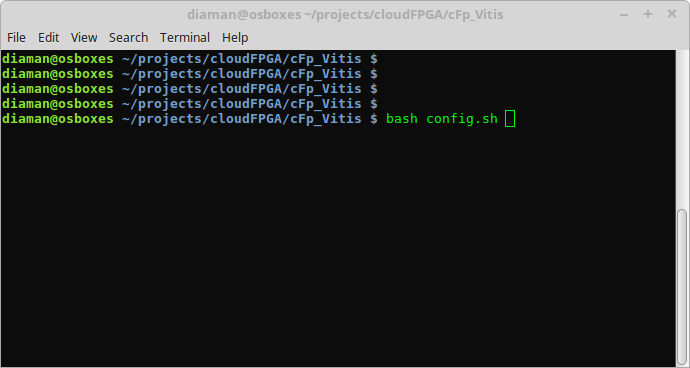 diaman@osboxes ~/projects/cloudFPGA/cFp_Vitis
File Edit View Search Terminal Help
diaman@osboxes ~/projects/cloudFPGA/cFp_Vitis $
diaman@osboxes ~/projects/cloudFPGA/cFp_Vitis $
diaman@osboxes ~/projects/cloudFPGA/cFp_Vitis $
diaman@osboxes ~/projects/cloudFPGA/cFp_Vitis $
diaman@osboxes ~/projects/cloudFPGA/cFp_Vitis $ bash config.sh